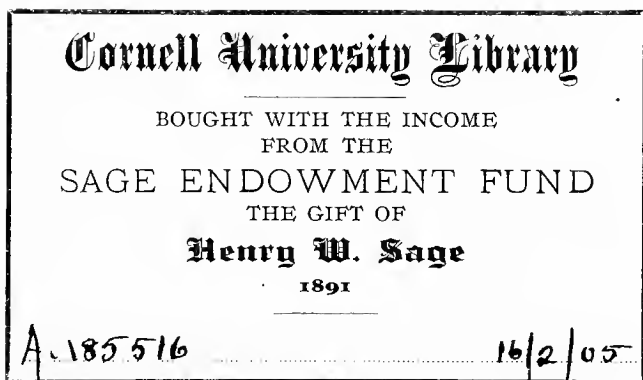 Cornell University Library
BOUGHT WITH THE INCOME
FROM THE
SAGE ENDOWMENT FUND
THE GIFT OF
Henry W. Sage
1891
A.185516 16/2/05